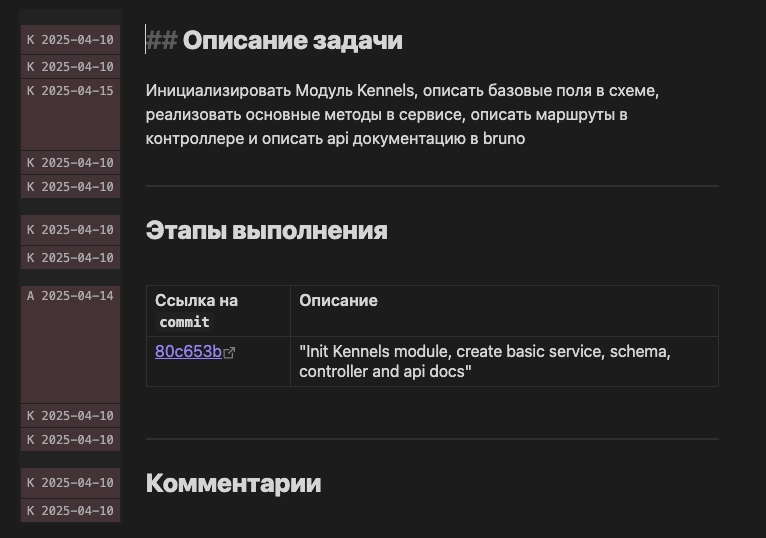 K 2025-04-10 ## Описание задачи
K 2025-04-10
K 2025-04-15 Инициализировать Модуль Kennels, описать базовые поля в схеме,
реализовать основные методы в сервисе, описать маршруты в
контроллере и описать api документацию в bruno
K 2025-04-10
K 2025-04-10
K 2025-04-10 Этапы выполнения
K 2025-04-10
A 2025-04-14
Ссылка на commit
Описание
80c653b
"Init Kennels module, create basic service, schema,
controller and api docs"
K 2025-04-10
K 2025-04-10
K 2025-04-10 Комментарии
K 2025-04-10